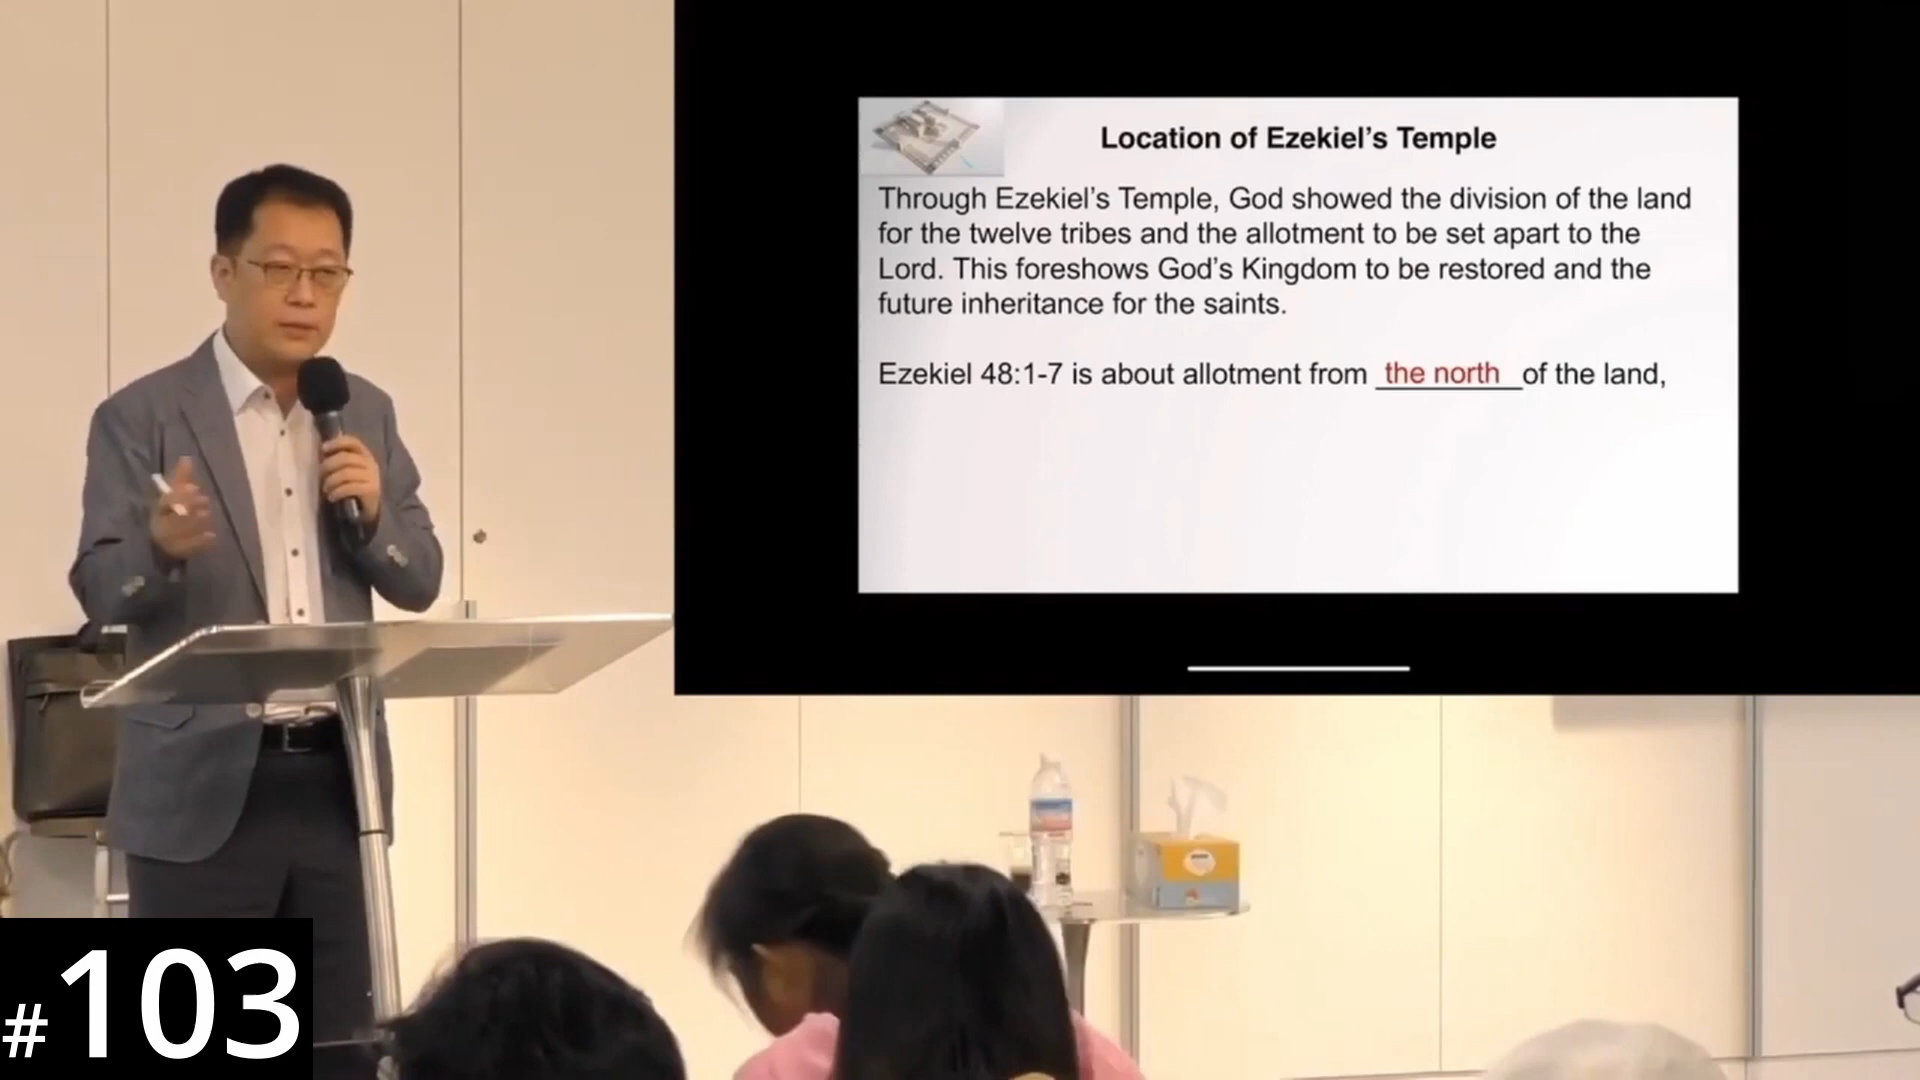 Location of Ezekiel’s Temple
Through Ezekiel’s Temple, God showed the division of the land
for the twelve tribes and the allotment to be set apart to the
Lord. This foreshows God’s Kingdom to be restored and the
future inheritance for the saints.
Ezekiel 48:1-7 is about allotment from the north of the land,
#103